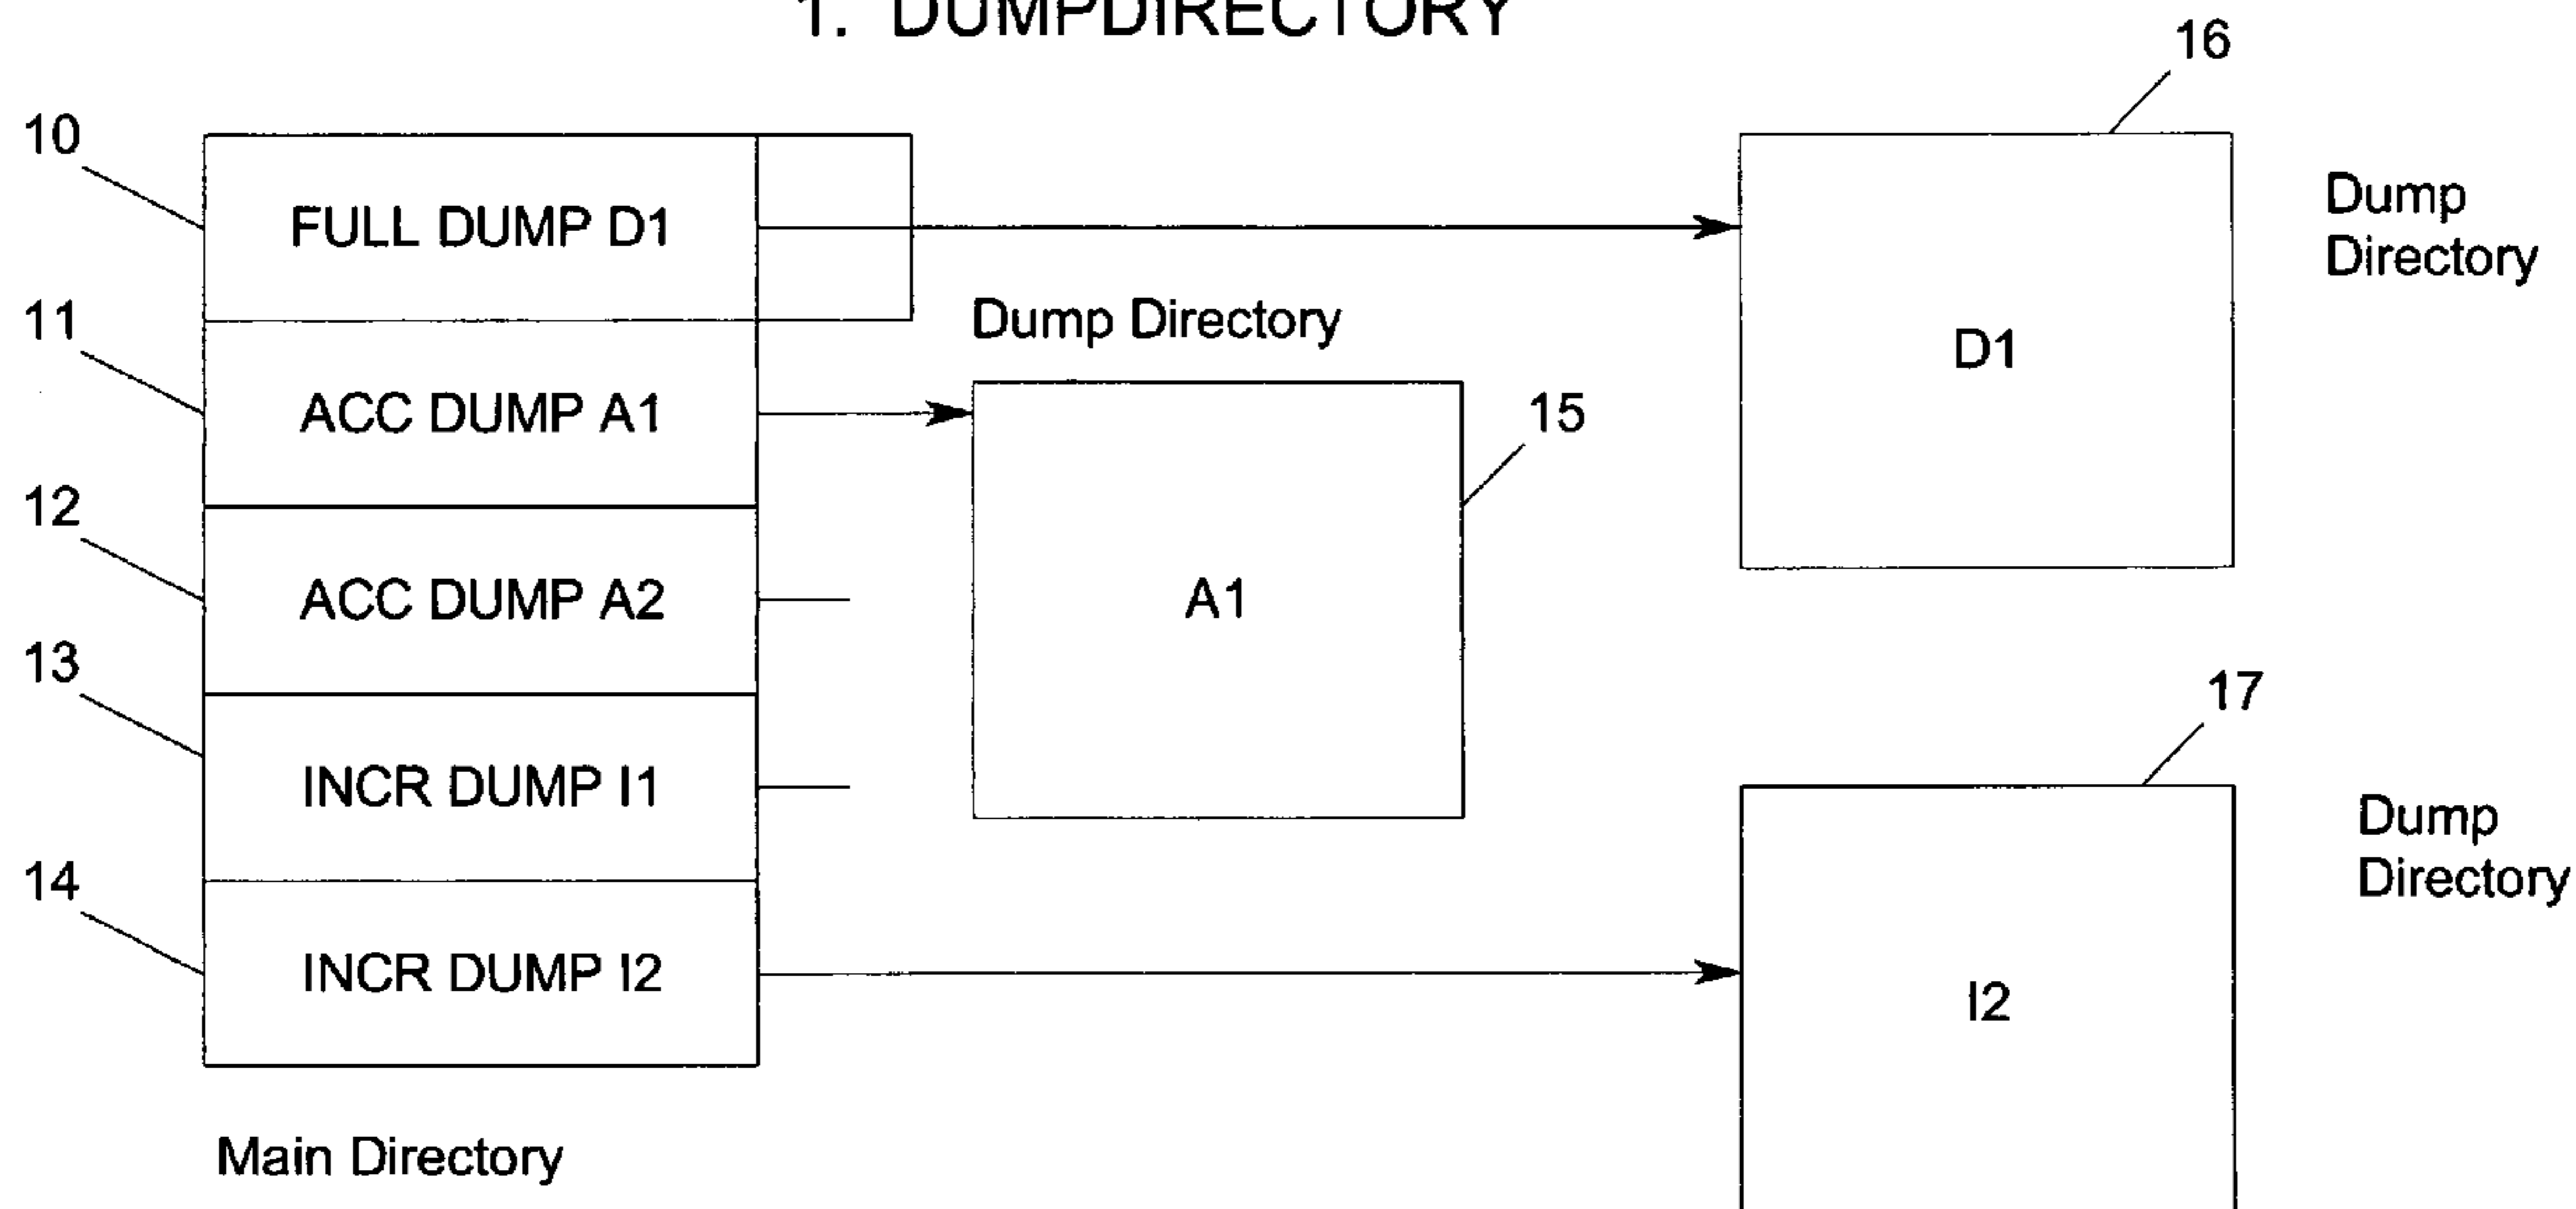 1. DUMPDIRECTORY
16
10
FULL DUMP D1
Dump
Directory
11
Dump Directory
D1
ACC DUMP A1
15
12
ACC DUMP A2
A1
13
17
INCR DUMP I1
Dump
Directory
14
INCR DUMP I2
I2
Main Directory